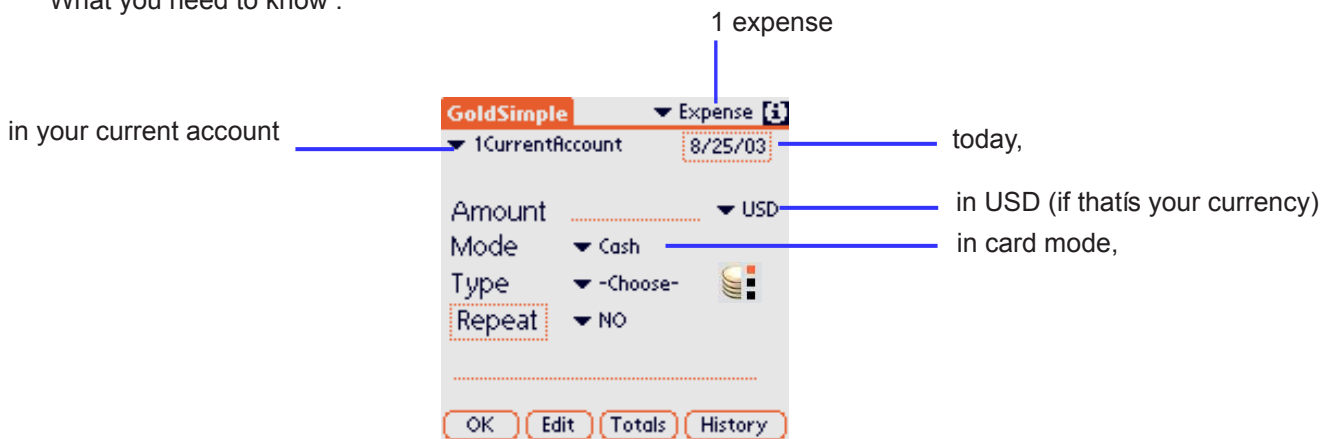 What you need to know :
1 expense
GoldSimple Expense
in your current account
1CurrentAccount 8/25/03
today,
Amount USD
in USD (if thatís your currency)
Mode Cash
in card mode,
Type -Choose-
Repeat NO
OK Edit Totals History